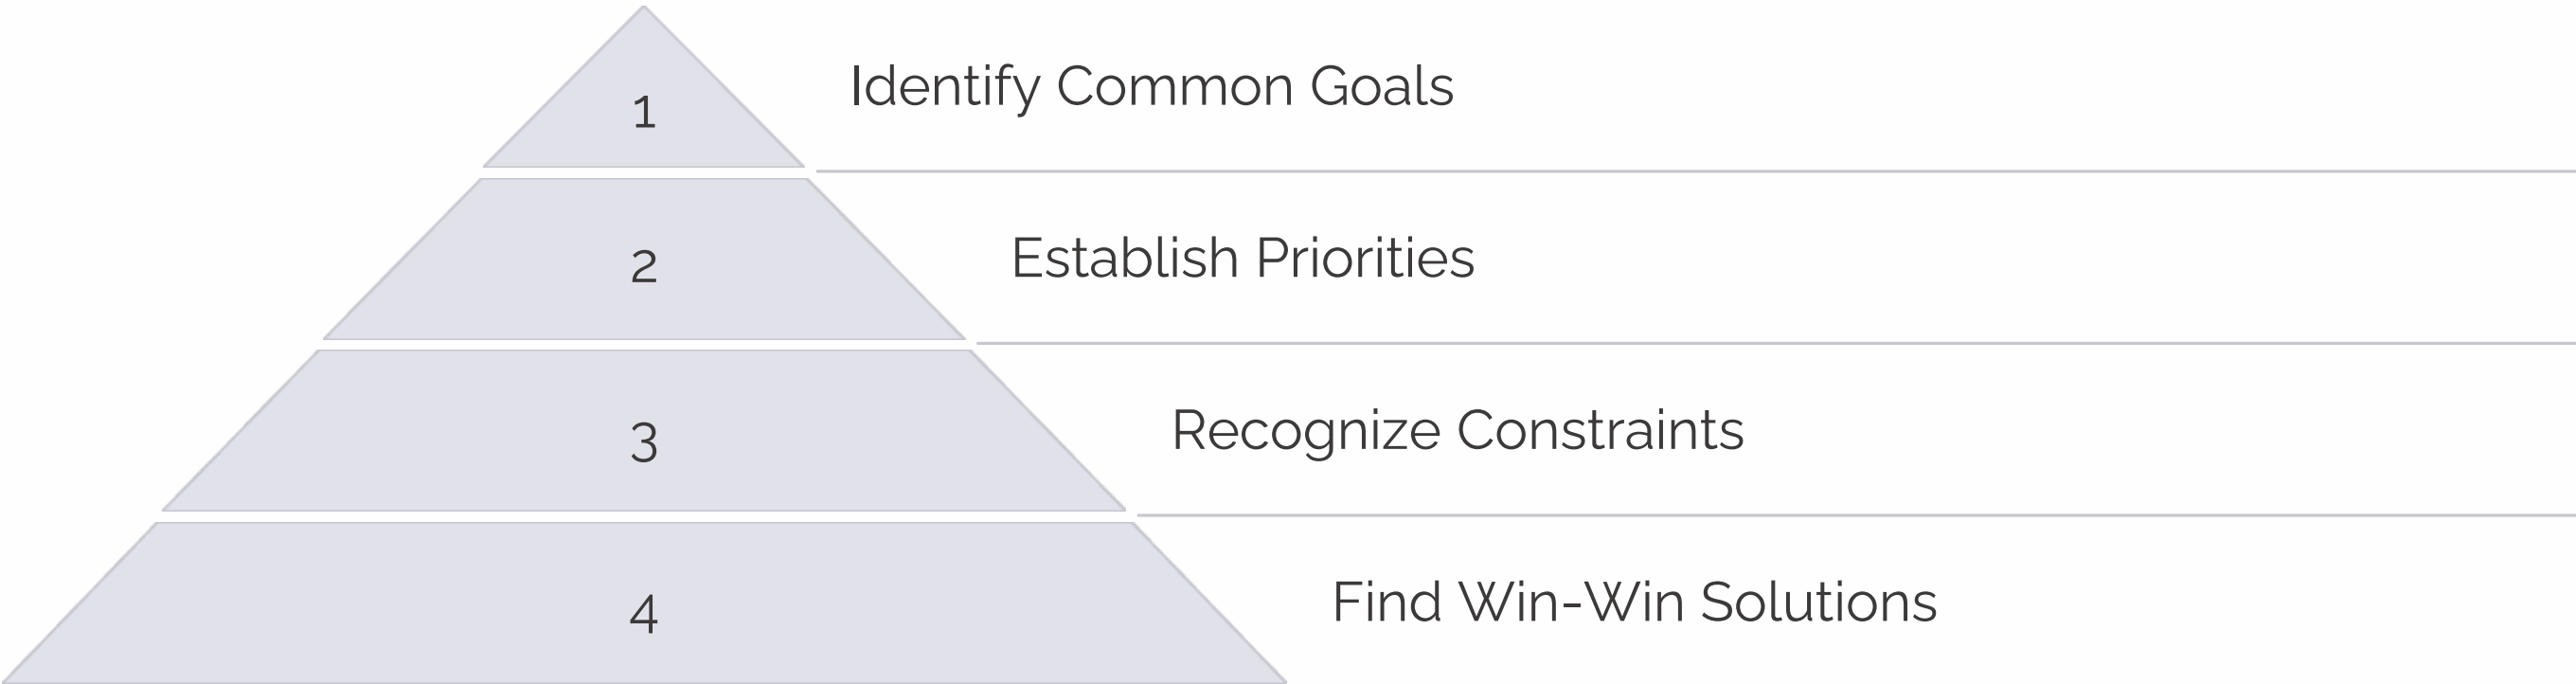 1
Identify Common Goals
2
Establish Priorities
3
Recognize Constraints
4
Find Win-Win Solutions